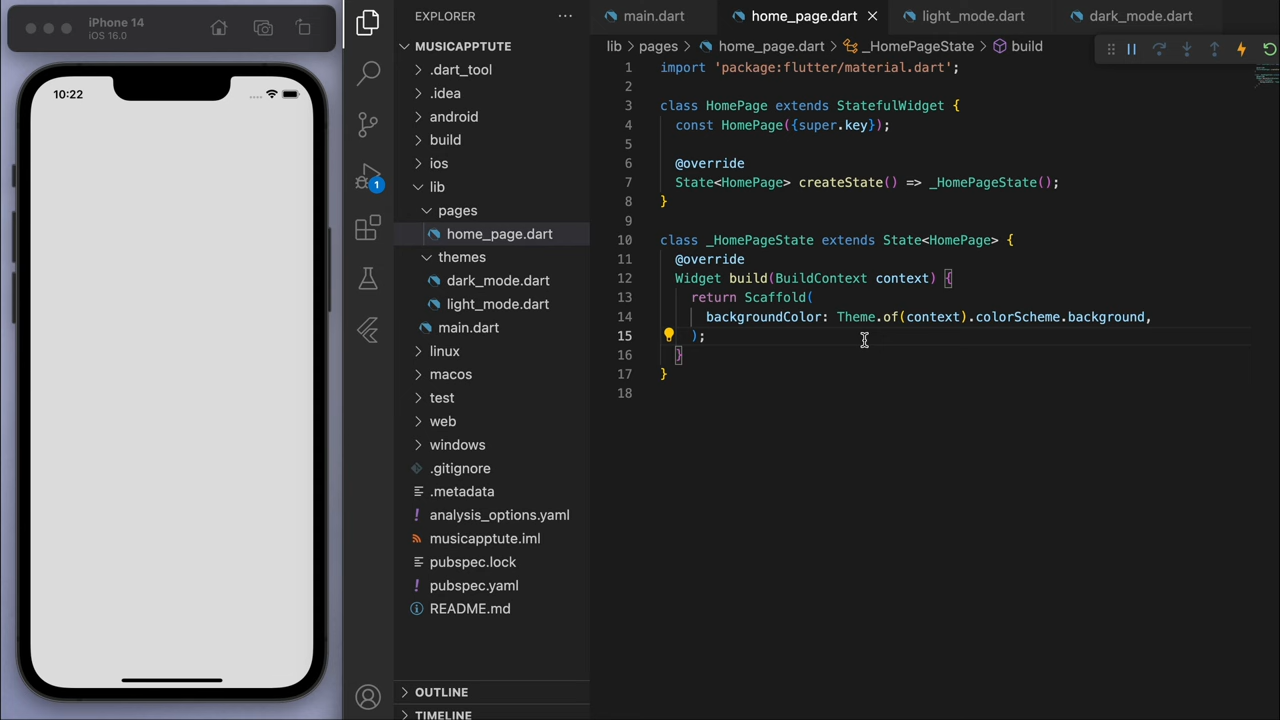 iPhone 14
iOS 16.0
10:22
EXPLORER
MUSICAPPTUTE
.dart_tool
.idea
android
build
ios
lib
pages
home_page.dart
themes
dark_mode.dart
light_mode.dart
main.dart
linux
macos
test
web
windows
.gitignore
.metadata
analysis_options.yaml
musicapptute.iml
pubspec.lock
pubspec.yaml
README.md
OUTLINE
TIMELINE
1
main.dart
home_page.dart
light_mode.dart
dark_mode.dart
lib > pages > home_page.dart > _HomePageState > build
1 import 'package:flutter/material.dart';
2
3 class HomePage extends StatefulWidget {
4 const HomePage({super.key});
5
6 @override
7 State<HomePage> createState() => _HomePageState();
8 }
9
10 class _HomePageState extends State<HomePage> {
11 @override
12 Widget build(BuildContext context) {
13 return Scaffold(
14 backgroundColor: Theme.of(context).colorScheme.background,
15 );
16 }
17 }
18